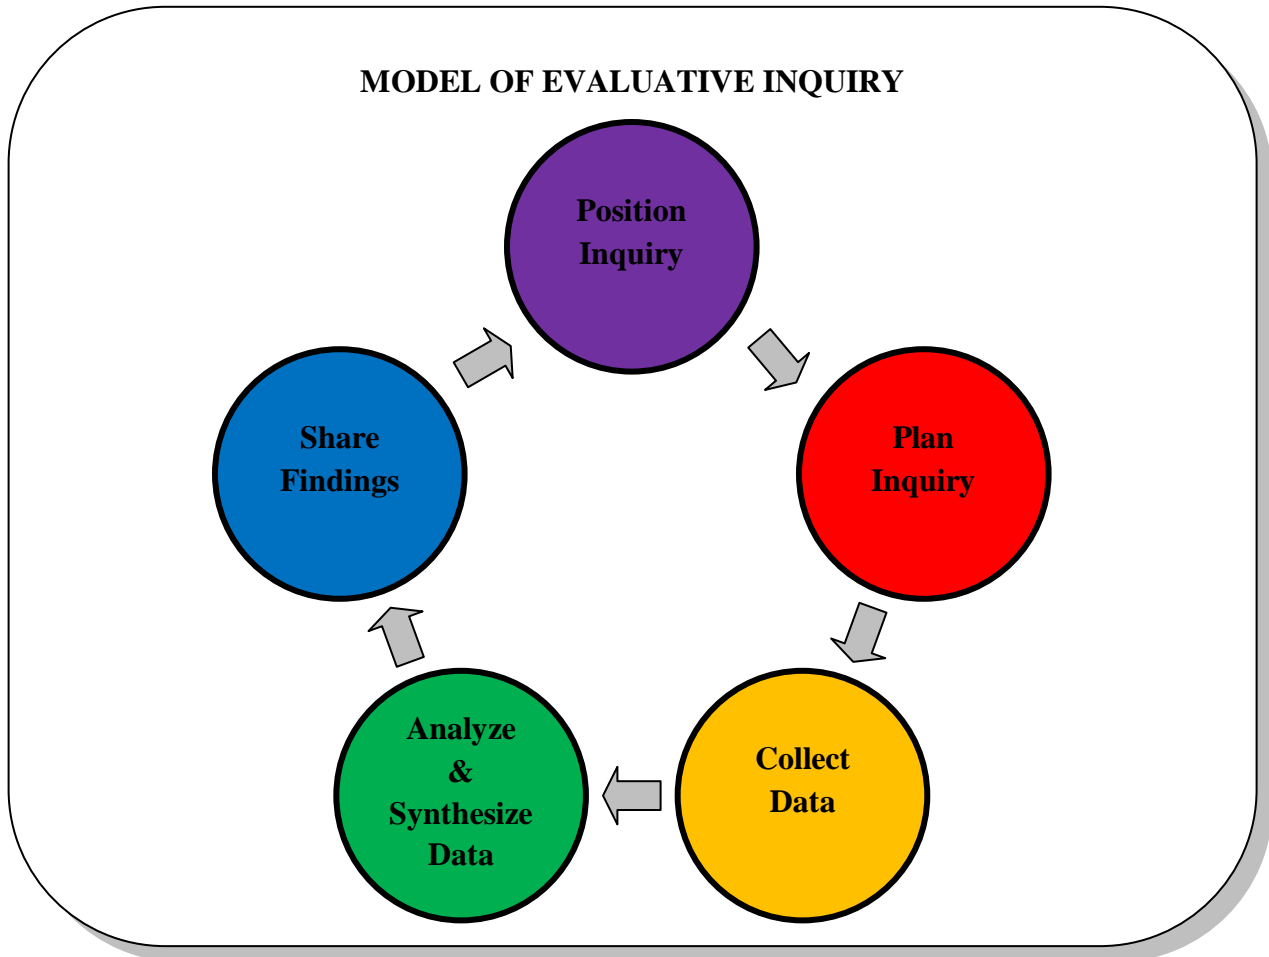 MODEL OF EVALUATIVE INQUIRY
Position
Inquiry
Plan
Inquiry
Collect
Data
Analyze
&
Synthesize
Data
Share
Findings